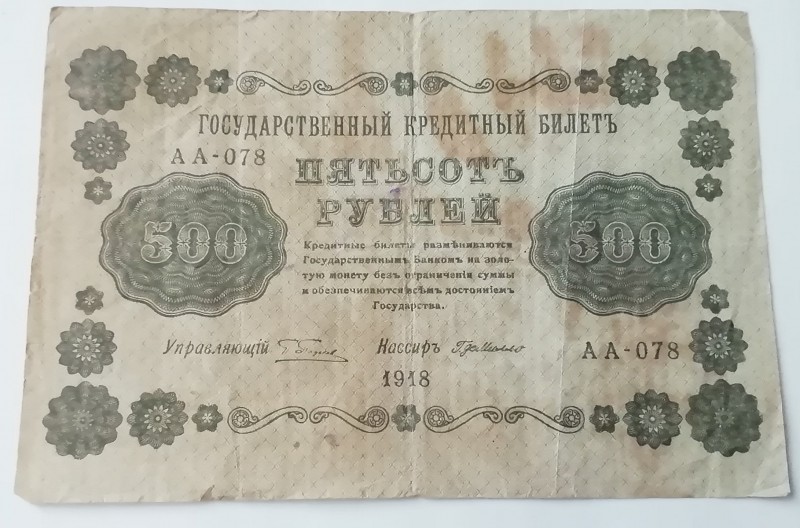 ГОСУДАРСТВЕННЫЙ КРЕДИТНЫЙ БИЛЕТЪ
АА-078
ПЯТЬСОТЪ
РУБЛЕЙ
500
500
Кредитные билеты размѣниваются
Государственнымъ Банкомъ на золо-
тую монету безъ ограниченія суммы
и обезпечиваются всѣмъ достояніемъ
Государства.
Управляющій
Кассиръ
АА-078
1918